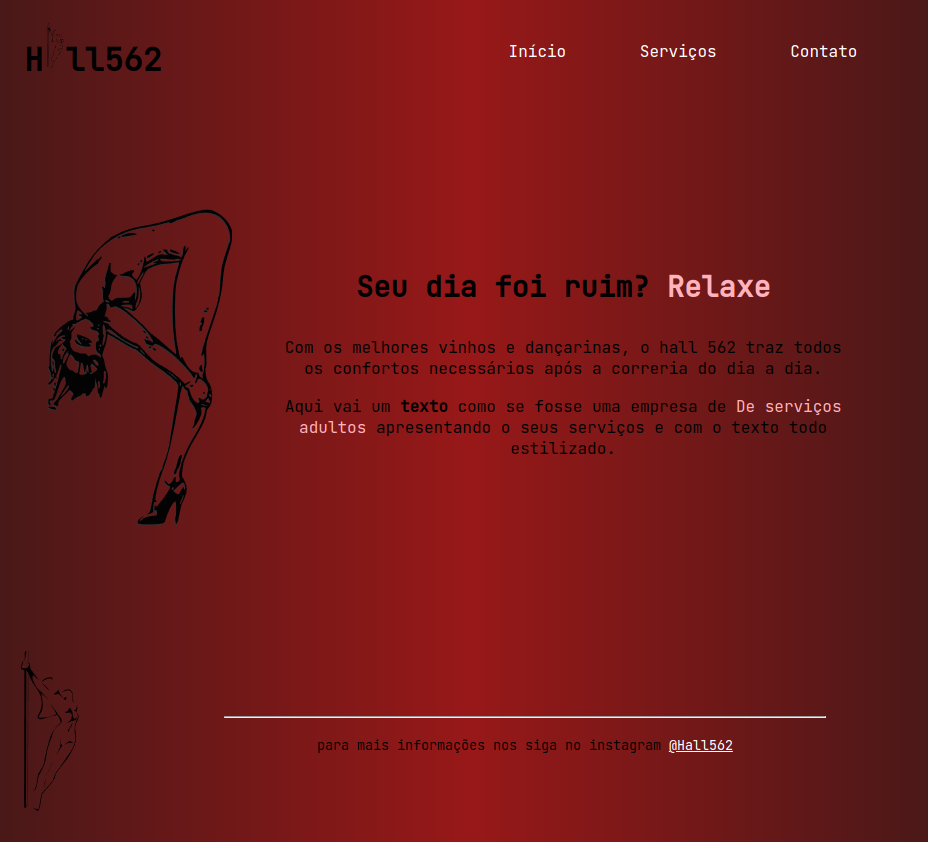 Hall562
Início Serviços Contato
Seu dia foi ruim? Relaxe
Com os melhores vinhos e dançarinas, o hall 562 traz todos
os confortos necessários após a correria do dia a dia.
Aqui vai um texto como se fosse uma empresa de De serviços
adultos apresentando o seus serviços e com o texto todo
estilizado.
para mais informações nos siga no instagram @Hall562